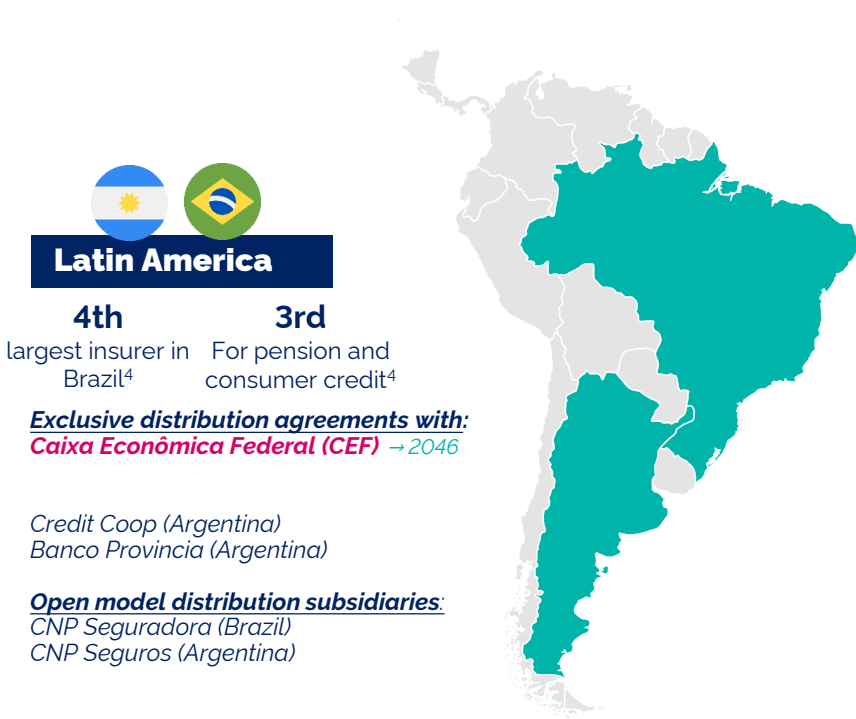 Latin America
4th
largest insurer in
Brazil⁴
3rd
For pension and
consumer credit⁴
Exclusive distribution agreements with:
Caixa Econômica Federal (CEF) → 2046
Credit Coop (Argentina)
Banco Provincia (Argentina)
Open model distribution subsidiaries:
CNP Seguradora (Brazil)
CNP Seguros (Argentina)